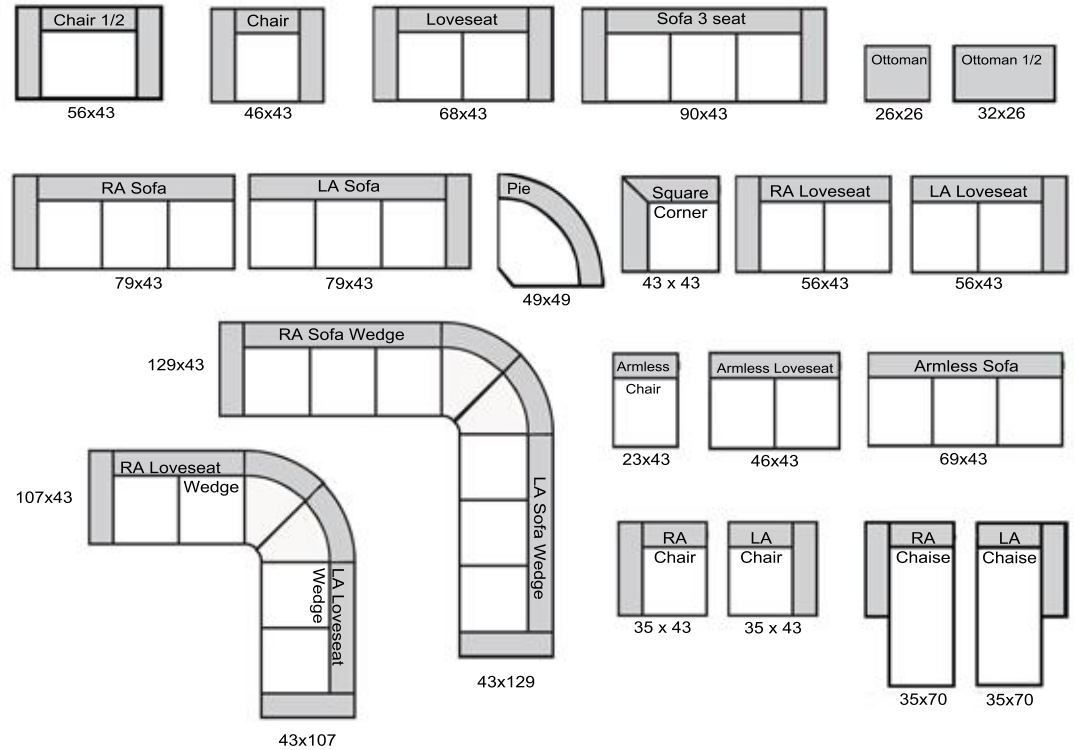 Chair 1/2
56x43
Chair
46x43
Loveseat
68x43
Sofa 3 seat
90x43
Ottoman
26x26
Ottoman 1/2
32x26
RA Sofa
79x43
LA Sofa
79x43
Pie
49x49
Square
Corner
43 x 43
RA Loveseat
56x43
LA Loveseat
56x43
RA Sofa Wedge
129x43
LA Sofa Wedge
43x129
Armless
Chair
23x43
Armless Loveseat
46x43
Armless Sofa
69x43
RA Loveseat
Wedge
107x43
LA Loveseat
Wedge
43x107
RA
Chair
35 x 43
LA
Chair
35 x 43
RA
Chaise
35x70
LA
Chaise
35x70